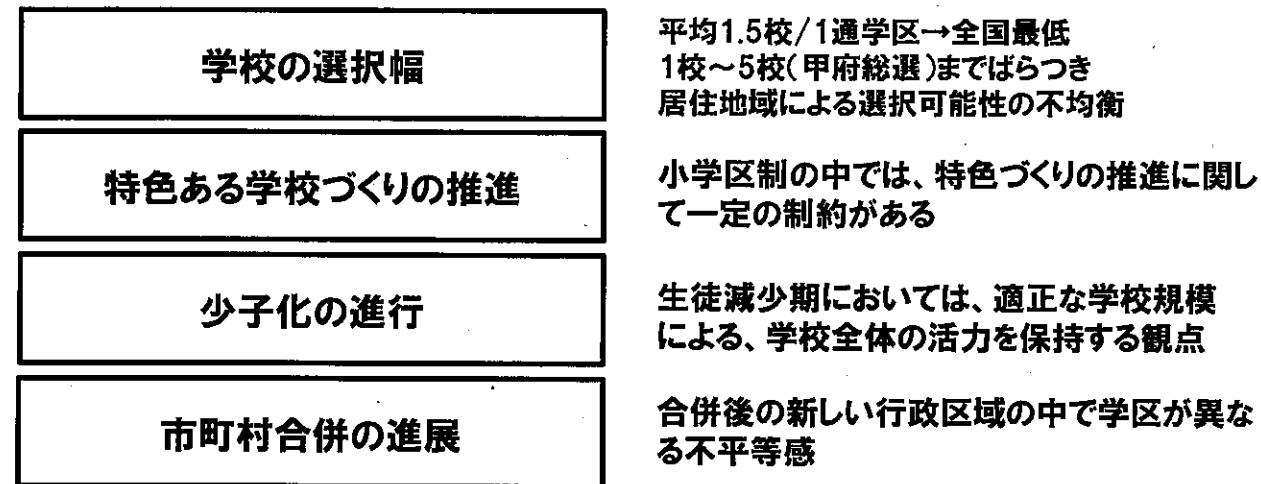 学校の選択幅
平均1.5校/1通学区→全国最低
1校～5校(甲府総選)までばらつき
居住地域による選択可能性の不均衡
特色ある学校づくりの推進
小学区制の中では、特色づくりの推進に関し
て一定の制約がある
少子化の進行
生徒減少期においては、適正な学校規模
による、学校全体の活力を保持する観点
市町村合併の進展
合併後の新しい行政区域の中で学区が異な
る不平等感